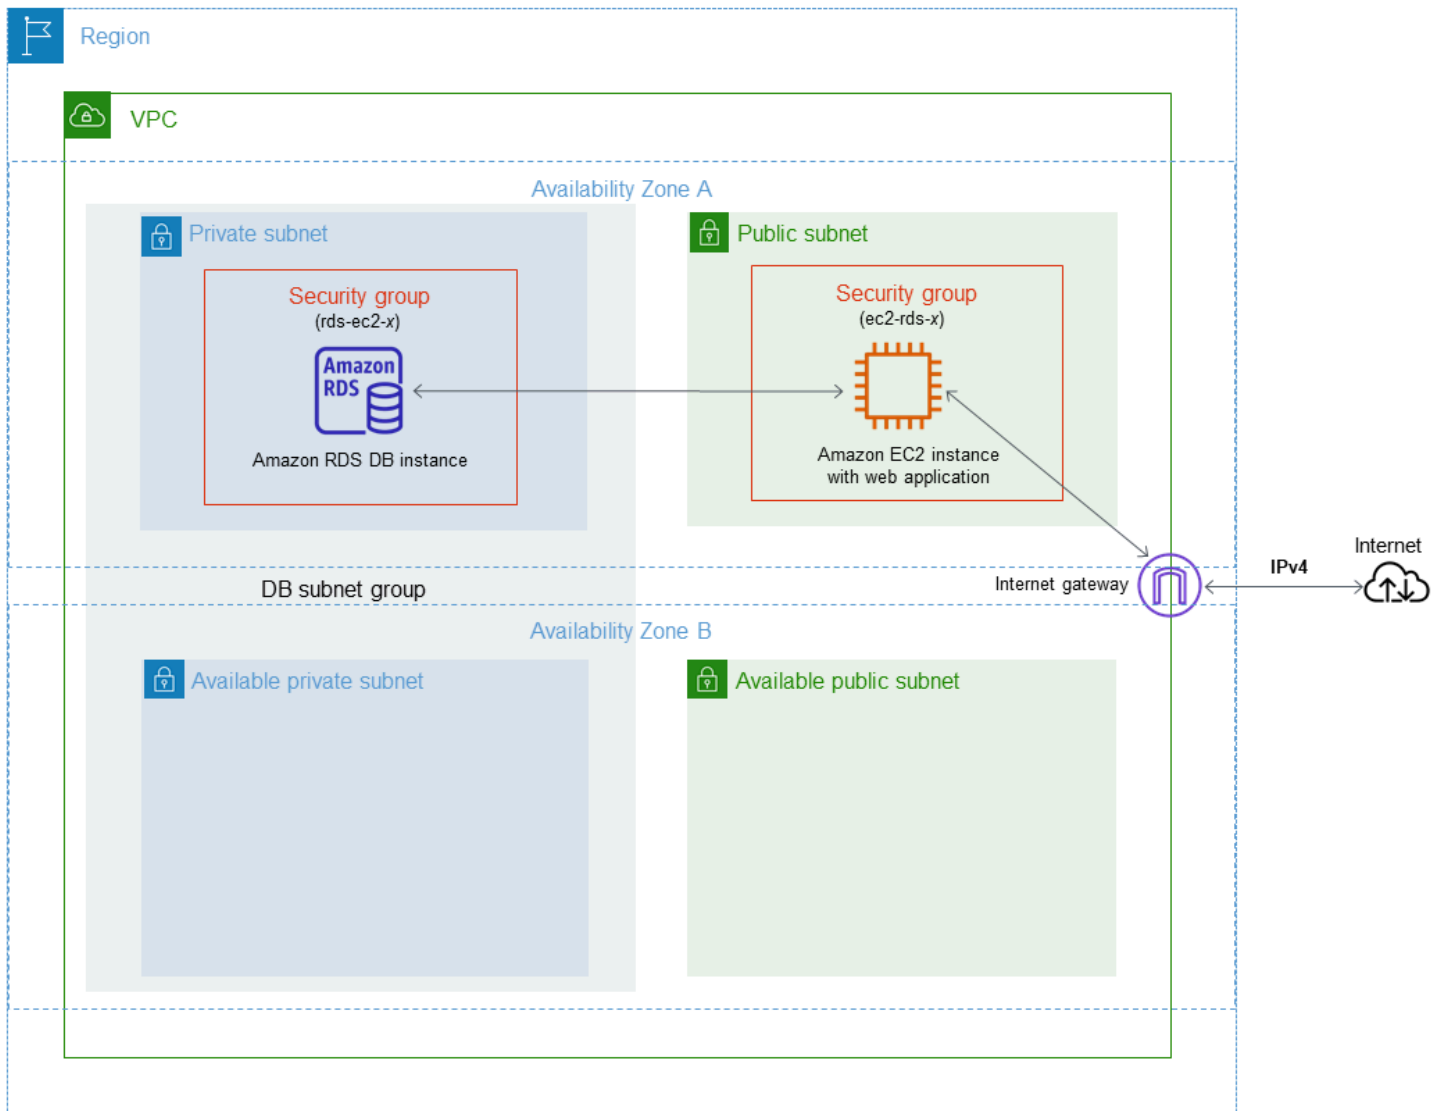 Region
VPC
Availability Zone A
Private subnet
Public subnet
Security group
(rds-ec2-x)
Security group
(ec2-rds-x)
Amazon
RDS
Amazon RDS DB instance
Amazon EC2 instance
with web application
Internet
IPv4
Internet gateway
DB subnet group
Availability Zone B
Available private subnet
Available public subnet